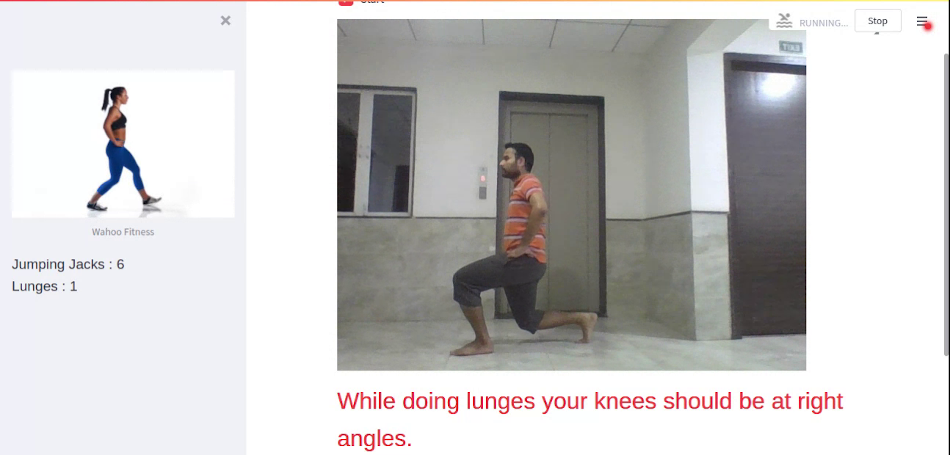 RUNNING...
Stop
Wahoo Fitness
Jumping Jacks : 6
Lunges : 1
While doing lunges your knees should be at right
angles.